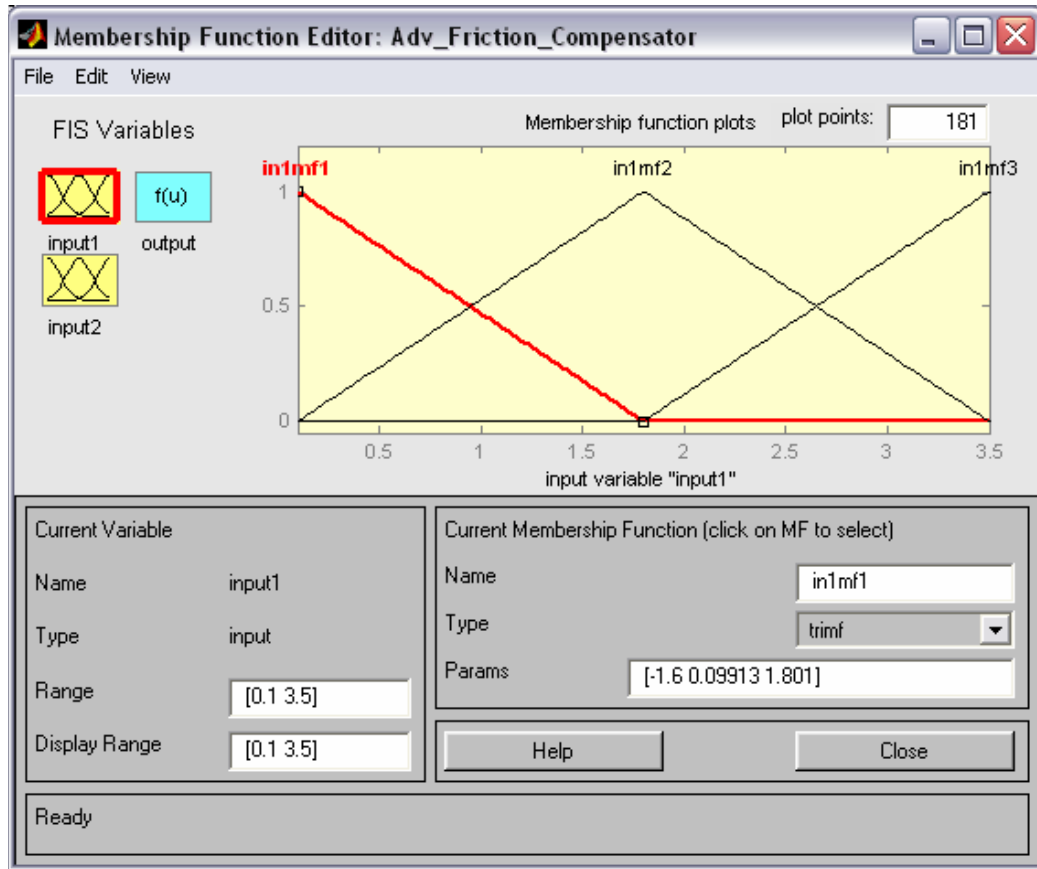 Membership Function Editor: Adv_Friction_Compensator
File Edit View
FIS Variables
Membership function plots plot points: 181
f(u)
input1 output
input2
in1mf1 in1mf2 in1mf3
1
0.5
0
0.5 1 1.5 2 2.5 3 3.5
input variable "input1"
Current Variable
Name input1
Type input
Range [0.1 3.5]
Display Range [0.1 3.5]
Current Membership Function (click on MF to select)
Name in1mf1
Type trimf
Params [-1.6 0.09913 1.801]
Help Close
Ready